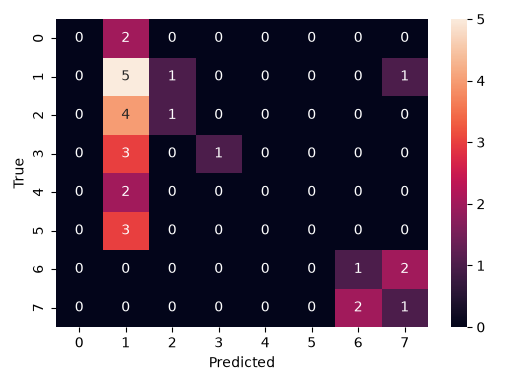 5
0 0 2 0 0 0 0 0 0
1 0 5 1 0 0 0 0 1
4
2 0 4 1 0 0 0 0 0
3
3 0 3 0 1 0 0 0 0
True
4 0 2 0 0 0 0 0 0
2
5 0 3 0 0 0 0 0 0
1
6 0 0 0 0 0 0 1 2
7 0 0 0 0 0 0 2 1
0
0 1 2 3 4 5 6 7
Predicted